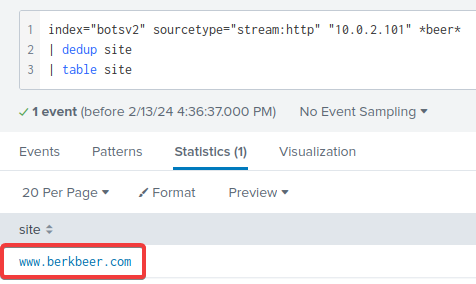 1 index="botsv2" sourcetype="stream:http" "10.0.2.101" *beer*
2 | dedup site
3 | table site
✓ 1 event (before 2/13/24 4:36:37.000 PM) No Event Sampling ▾
Events Patterns Statistics (1) Visualization
20 Per Page ▾ Format Preview ▾
site
www.berkbeer.com